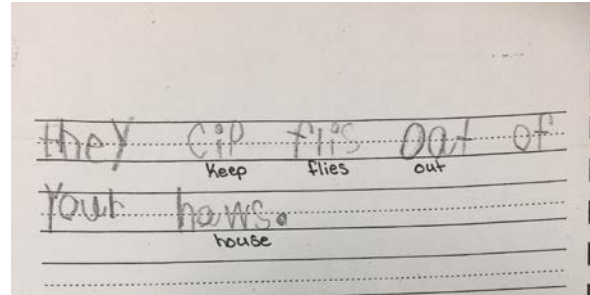 they cip flis oat of
keep flies out
your haws.
house